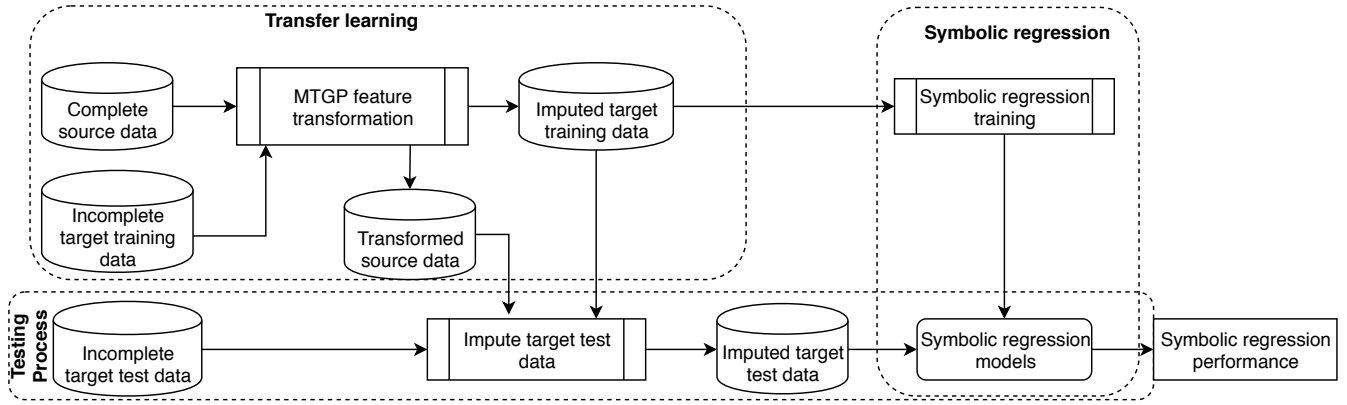 Transfer learning
Symbolic regression
Complete
source data
MTGP feature
transformation
Imputed target
training data
Symbolic regression
training
Incomplete
target training
data
Transformed
source data
Testing
Process
Incomplete
target test data
Impute target test
data
Imputed target
test data
Symbolic regression
models
Symbolic regression
performance